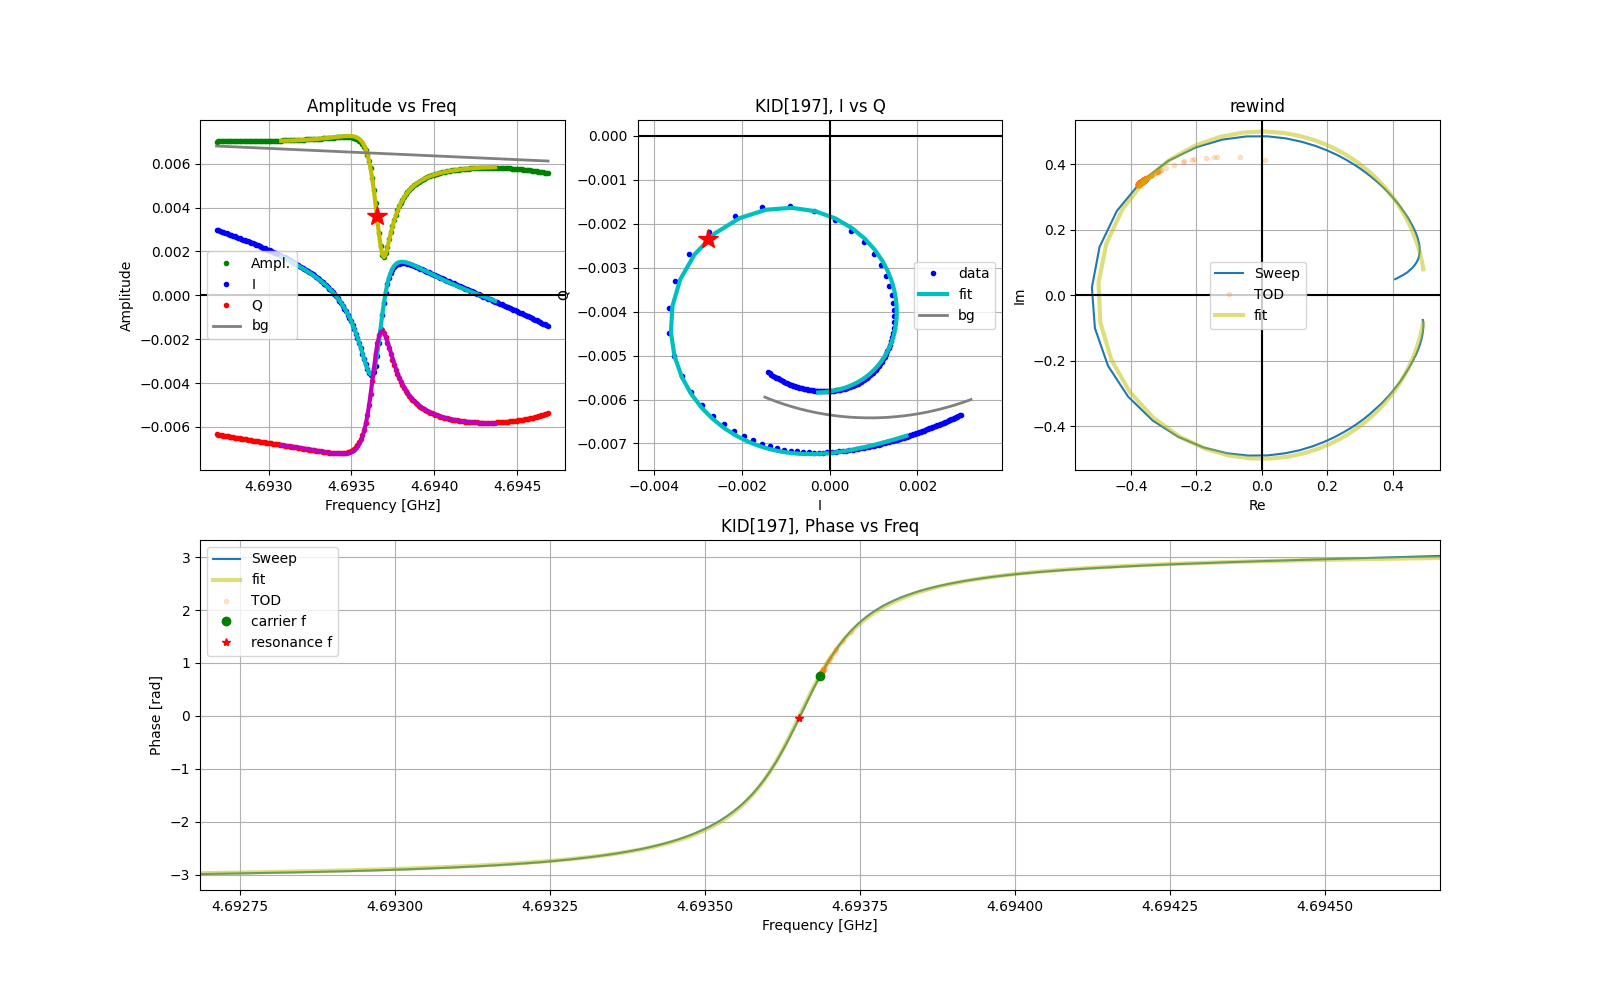 Amplitude vs Freq
Amplitude
0.006
0.004
0.002
0.000
−0.002
−0.004
−0.006
Ampl.
I
Q
bg
4.6930
4.6935
4.6940
4.6945
Frequency [GHz]
KID[197], I vs Q
Q
0.000
−0.001
−0.002
−0.003
−0.004
−0.005
−0.006
−0.007
data
fit
bg
−0.004
−0.002
0.000
0.002
I
rewind
Im
0.4
0.2
0.0
−0.2
−0.4
Sweep
TOD
fit
−0.4
−0.2
0.0
0.2
0.4
Re
KID[197], Phase vs Freq
Phase [rad]
3
2
1
0
−1
−2
−3
Sweep
fit
TOD
carrier f
resonance f
4.69275
4.69300
4.69325
4.69350
4.69375
4.69400
4.69425
4.69450
Frequency [GHz]